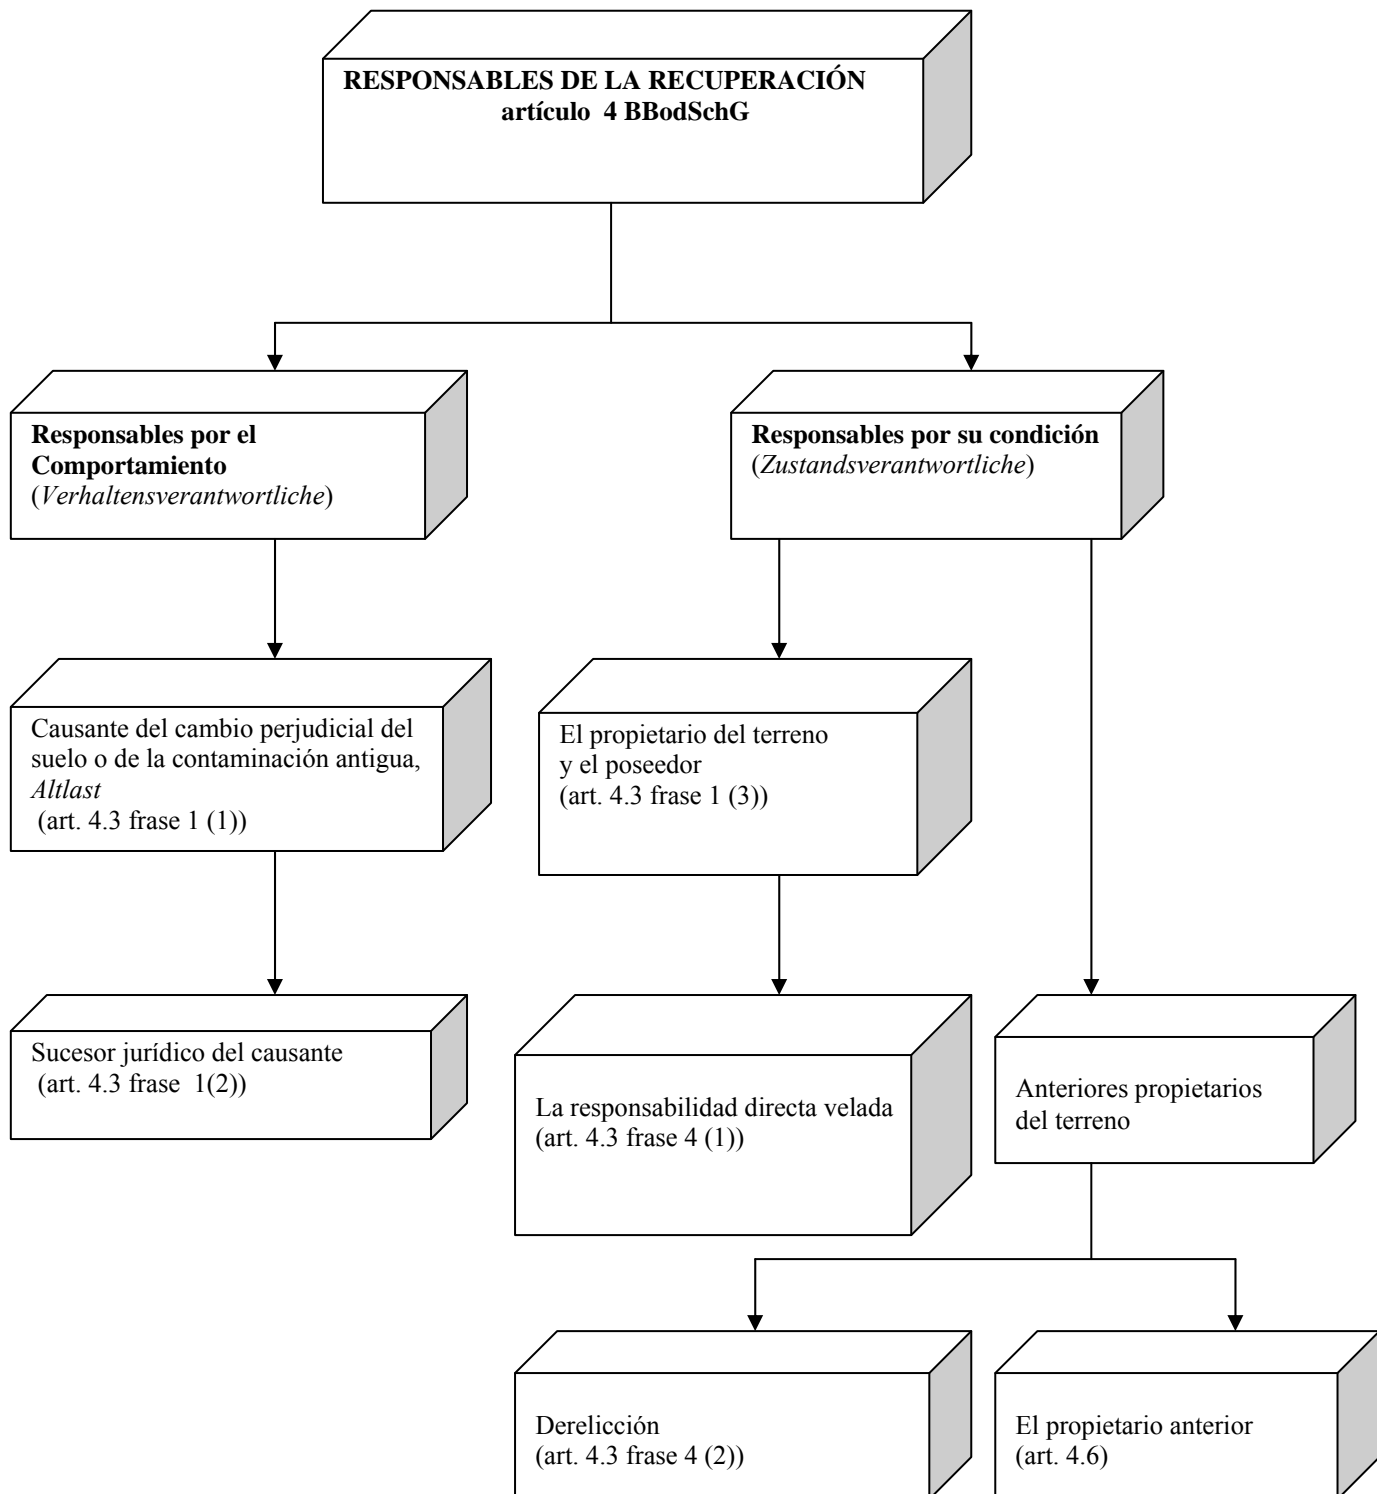 RESPONSABLES DE LA RECUPERACIÓN
artículo 4 BBodSchG
Responsables por el
Comportamiento
(Verhaltensverantwortliche)
Responsables por su condición
(Zustandsverantwortliche)
Causante del cambio perjudicial del
suelo o de la contaminación antigua,
Altlast
(art. 4.3 frase 1 (1))
El propietario del terreno
y el poseedor
(art. 4.3 frase 1 (3))
Sucesor jurídico del causante
(art. 4.3 frase 1(2))
La responsabilidad directa velada
(art. 4.3 frase 4 (1))
Anteriores propietarios
del terreno
Derelicción
(art. 4.3 frase 4 (2))
El propietario anterior
(art. 4.6)